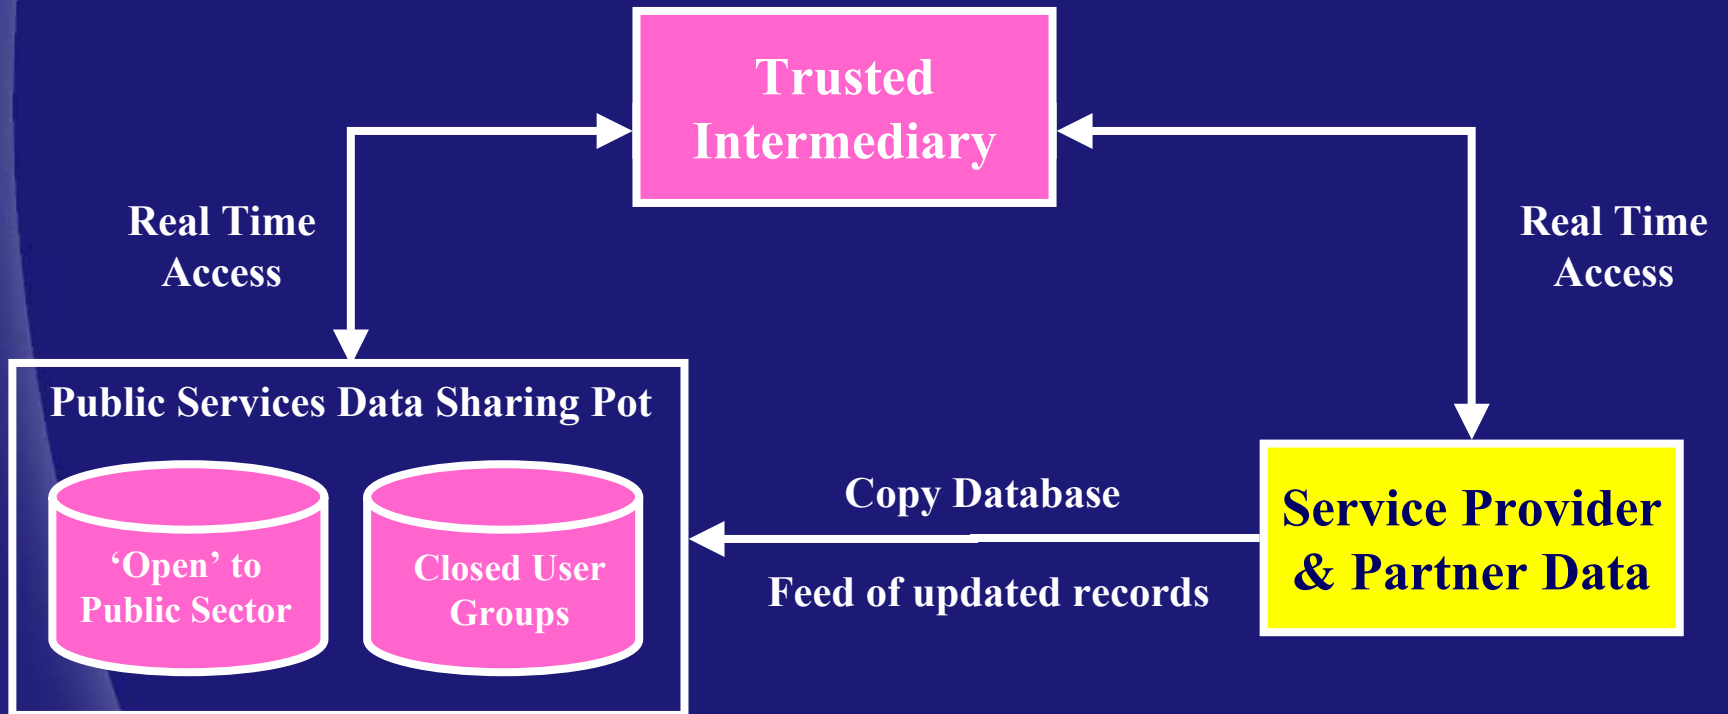 Trusted
Intermediary
Real Time
Access
Real Time
Access
Public Services Data Sharing Pot
‘Open’ to
Public Sector
Closed User
Groups
Copy Database
Feed of updated records
Service Provider
& Partner Data